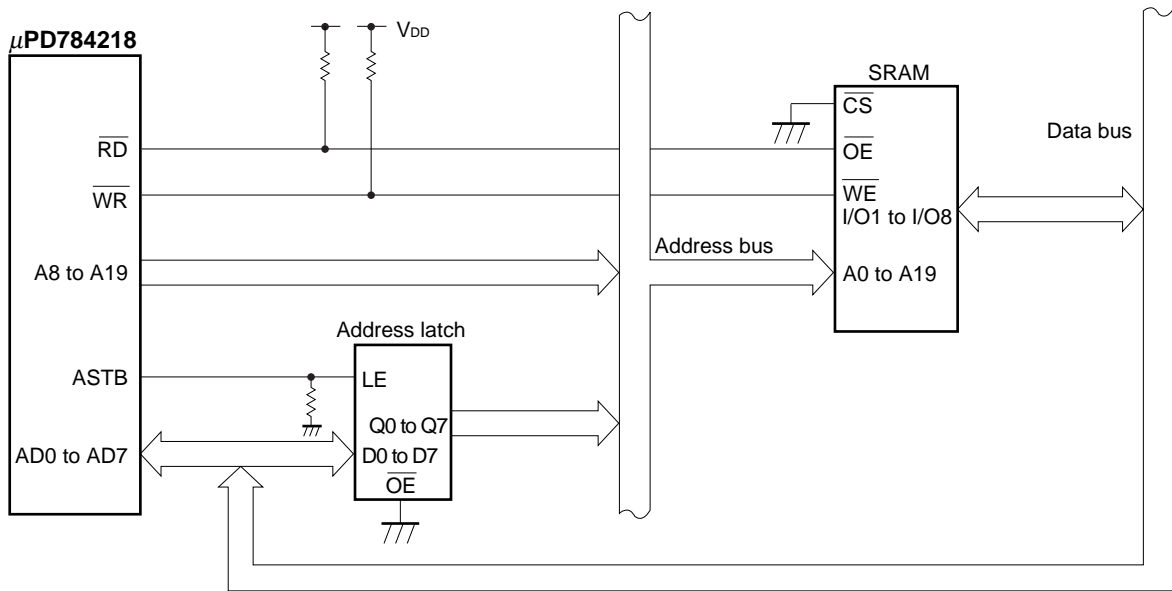 μPD784218
VDD
SRAM
CS
RD
OE
Data bus
WR
WE
I/O1 to I/O8
Address bus
A8 to A19
A0 to A19
Address latch
ASTB
LE
Q0 to Q7
AD0 to AD7
D0 to D7
OE